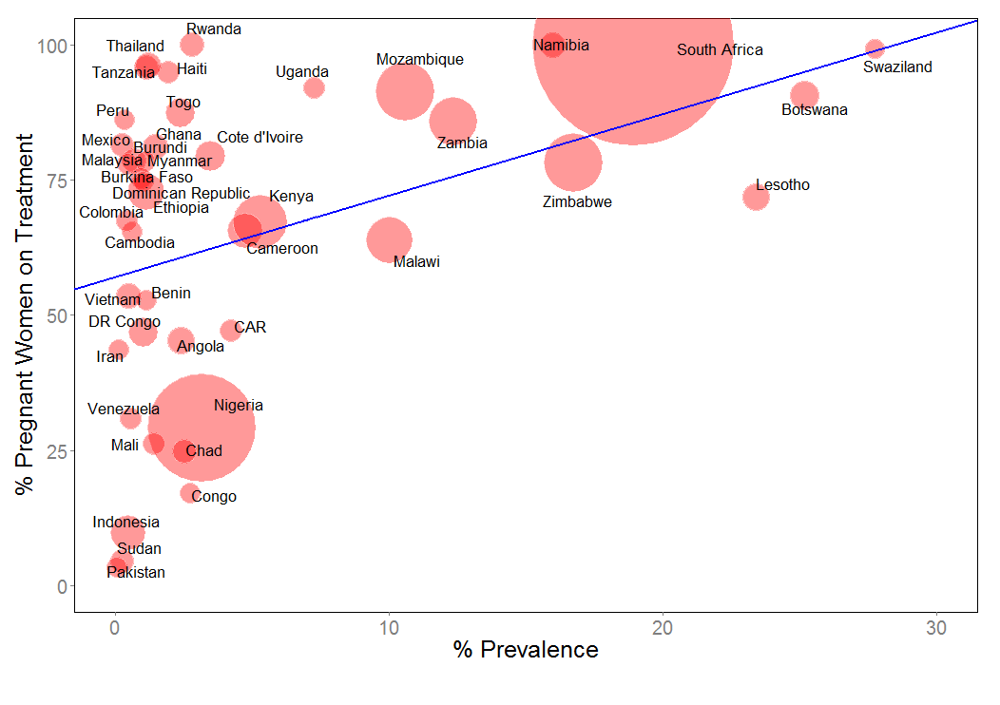 100
75
50
25
0
% Pregnant Women on Treatment
Rwanda
Thailand
Tanzania
Haiti
Uganda
Mozambique
Namibia
South Africa
Swaziland
Botswana
Peru
Togo
Mexico
Ghana
Cote d'Ivoire
Zambia
Burundi
Malaysia
Myanmar
Burkina Faso
Dominican Republic
Ethiopia
Kenya
Zimbabwe
Lesotho
Colombia
Cambodia
Cameroon
Malawi
Vietnam
Benin
DR Congo
CAR
Angola
Iran
Venezuela
Nigeria
Mali
Chad
Congo
Indonesia
Sudan
Pakistan
0
10
20
30
% Prevalence